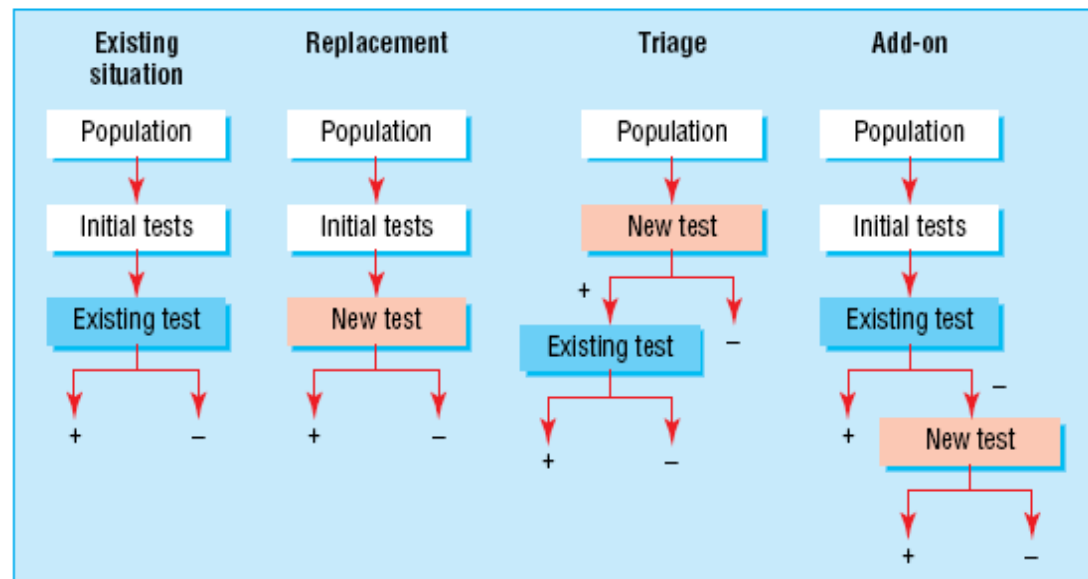 Existing
situation
Replacement
Triage
Add-on
Population
Initial tests
Existing test
+ –
Population
Initial tests
New test
+ –
Population
New test
+
–
Existing test
+ –
Population
Initial tests
Existing test
–
+
New test
+ –